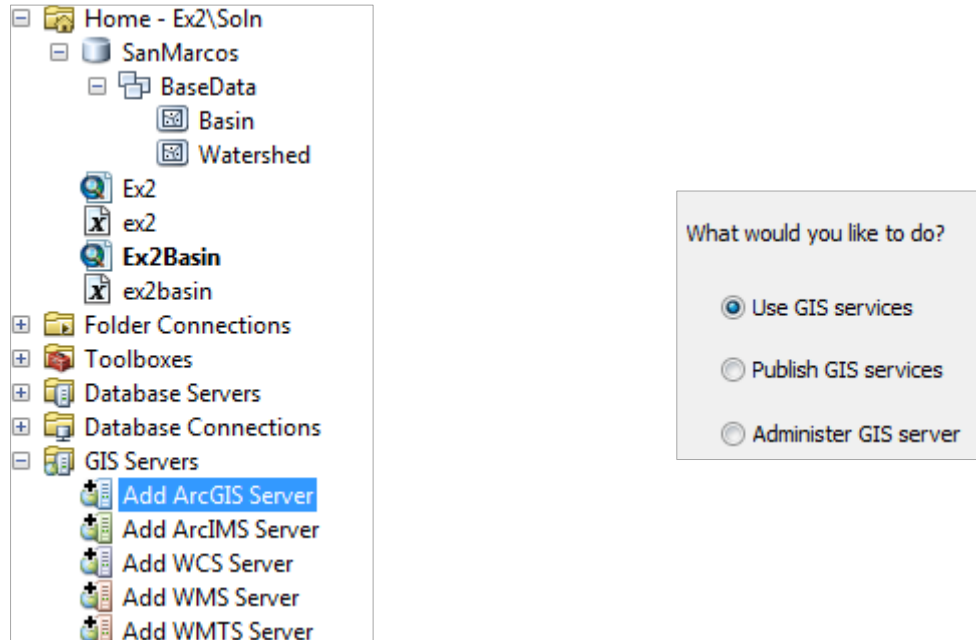 Home - Ex2\Soln
SanMarcos
BaseData
Basin
Watershed
Ex2
ex2
Ex2Basin
ex2basin
Folder Connections
Toolboxes
Database Servers
Database Connections
GIS Servers
Add ArcGIS Server
Add ArcIMS Server
Add WCS Server
Add WMS Server
Add WMTS Server
What would you like to do?
Use GIS services
Publish GIS services
Administer GIS server